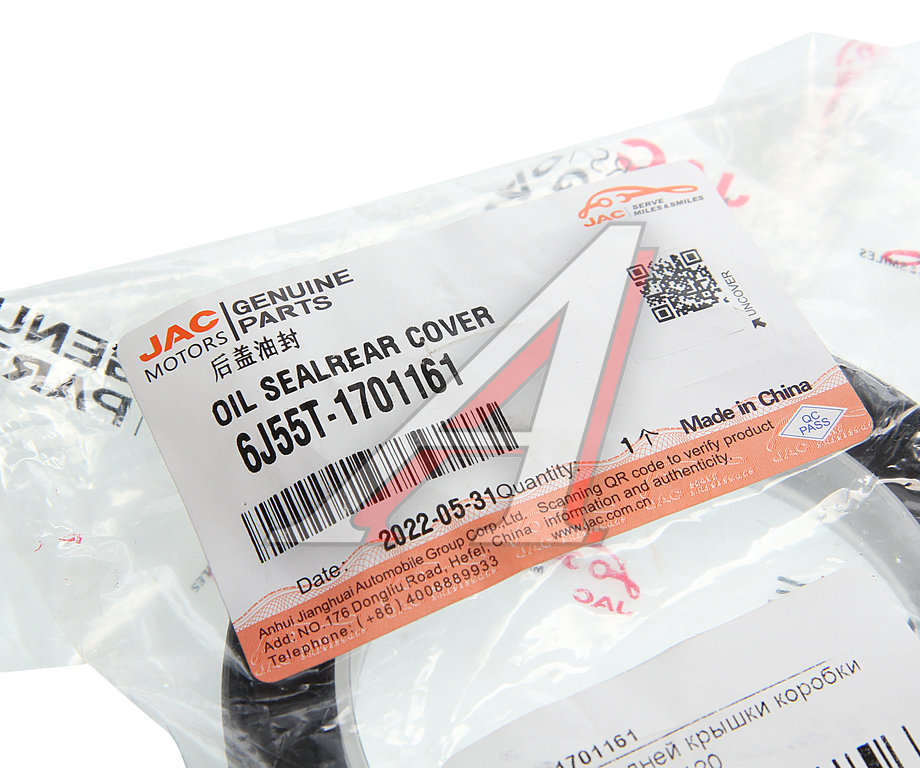 JAC
MOTORS
GENUINE
PARTS
JAC
SERVE
MILES&SMILES
后盖油封
OIL SEALREAR COVER
6J55T-1701161
UNCOVER
Date:
2022-05-31
Quantity:
1个
Made in China
QC
PASS
Anhui Jianghuai Automobile Group Corp.,Ltd.
Add: NO.176 Dongliu Road, Hefei, China
Telephone: (+86) 4008889933
Scanning QR code to verify product
information and authenticity.
www.jac.com.cn
JAC
1701161
дней крышки коробки